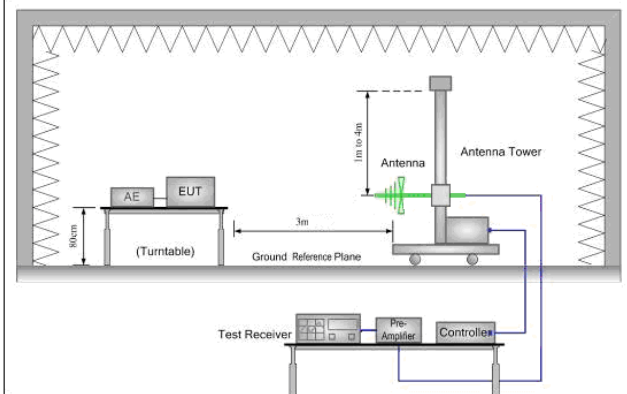 1m to 4m
Antenna
Antenna Tower
AE
EUT
3m
80cm
(Turntable)
Ground Reference Plane
Test Receiver
Pre-
Amplifier
Controller